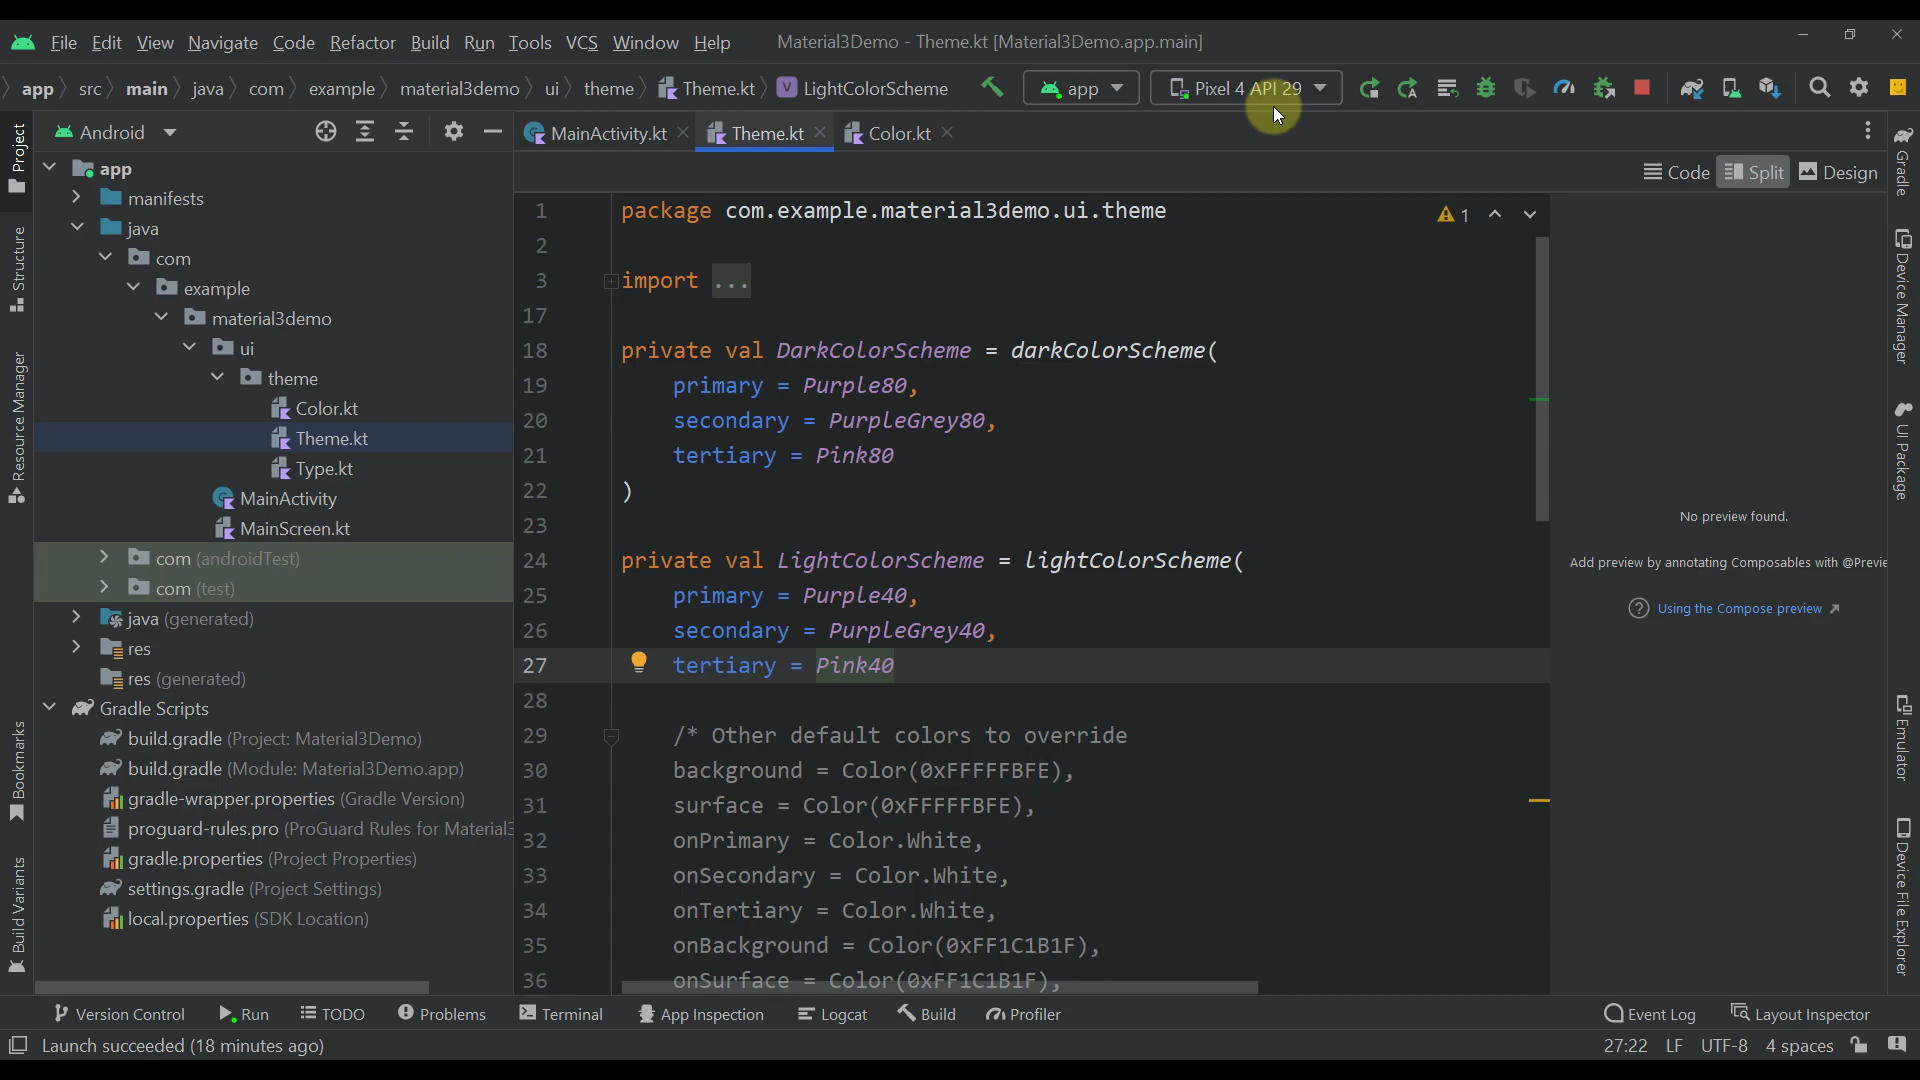 File Edit View Navigate Code Refactor Build Run Tools VCS Window Help Material3Demo - Theme.kt [Material3Demo.app.main]
app src main java com example material3demo ui theme Theme.kt LightColorScheme app Pixel 4 API 29
Android
MainActivity.kt Theme.kt Color.kt
Code Split Design
Project
Structure
Resource Manager
Bookmarks
Build Variants
app
manifests
java
com
example
material3demo
ui
theme
Color.kt
Theme.kt
Type.kt
MainActivity
MainScreen.kt
com (androidTest)
com (test)
java (generated)
res
res (generated)
Gradle Scripts
build.gradle (Project: Material3Demo)
build.gradle (Module: Material3Demo.app)
gradle-wrapper.properties (Gradle Version)
proguard-rules.pro (ProGuard Rules for Material3
gradle.properties (Project Properties)
settings.gradle (Project Settings)
local.properties (SDK Location)
1 package com.example.material3demo.ui.theme
2
3 import ...
17
18 private val DarkColorScheme = darkColorScheme(
19 primary = Purple80,
20 secondary = PurpleGrey80,
21 tertiary = Pink80
22 )
23
24 private val LightColorScheme = lightColorScheme(
25 primary = Purple40,
26 secondary = PurpleGrey40,
27 tertiary = Pink40
28
29 /* Other default colors to override
30 background = Color(0xFFFFFBFE),
31 surface = Color(0xFFFFFBFE),
32 onPrimary = Color.White,
33 onSecondary = Color.White,
34 onTertiary = Color.White,
35 onBackground = Color(0xFF1C1B1F),
36 onSurface = Color(0xFF1C1B1F),
1
No preview found.
Add preview by annotating Composables with @Previe
Using the Compose preview
Gradle
Device Manager
UI Package
Emulator
Device File Explorer
Version Control Run TODO Problems Terminal App Inspection Logcat Build Profiler Event Log Layout Inspector
Launch succeeded (18 minutes ago) 27:22 LF UTF-8 4 spaces